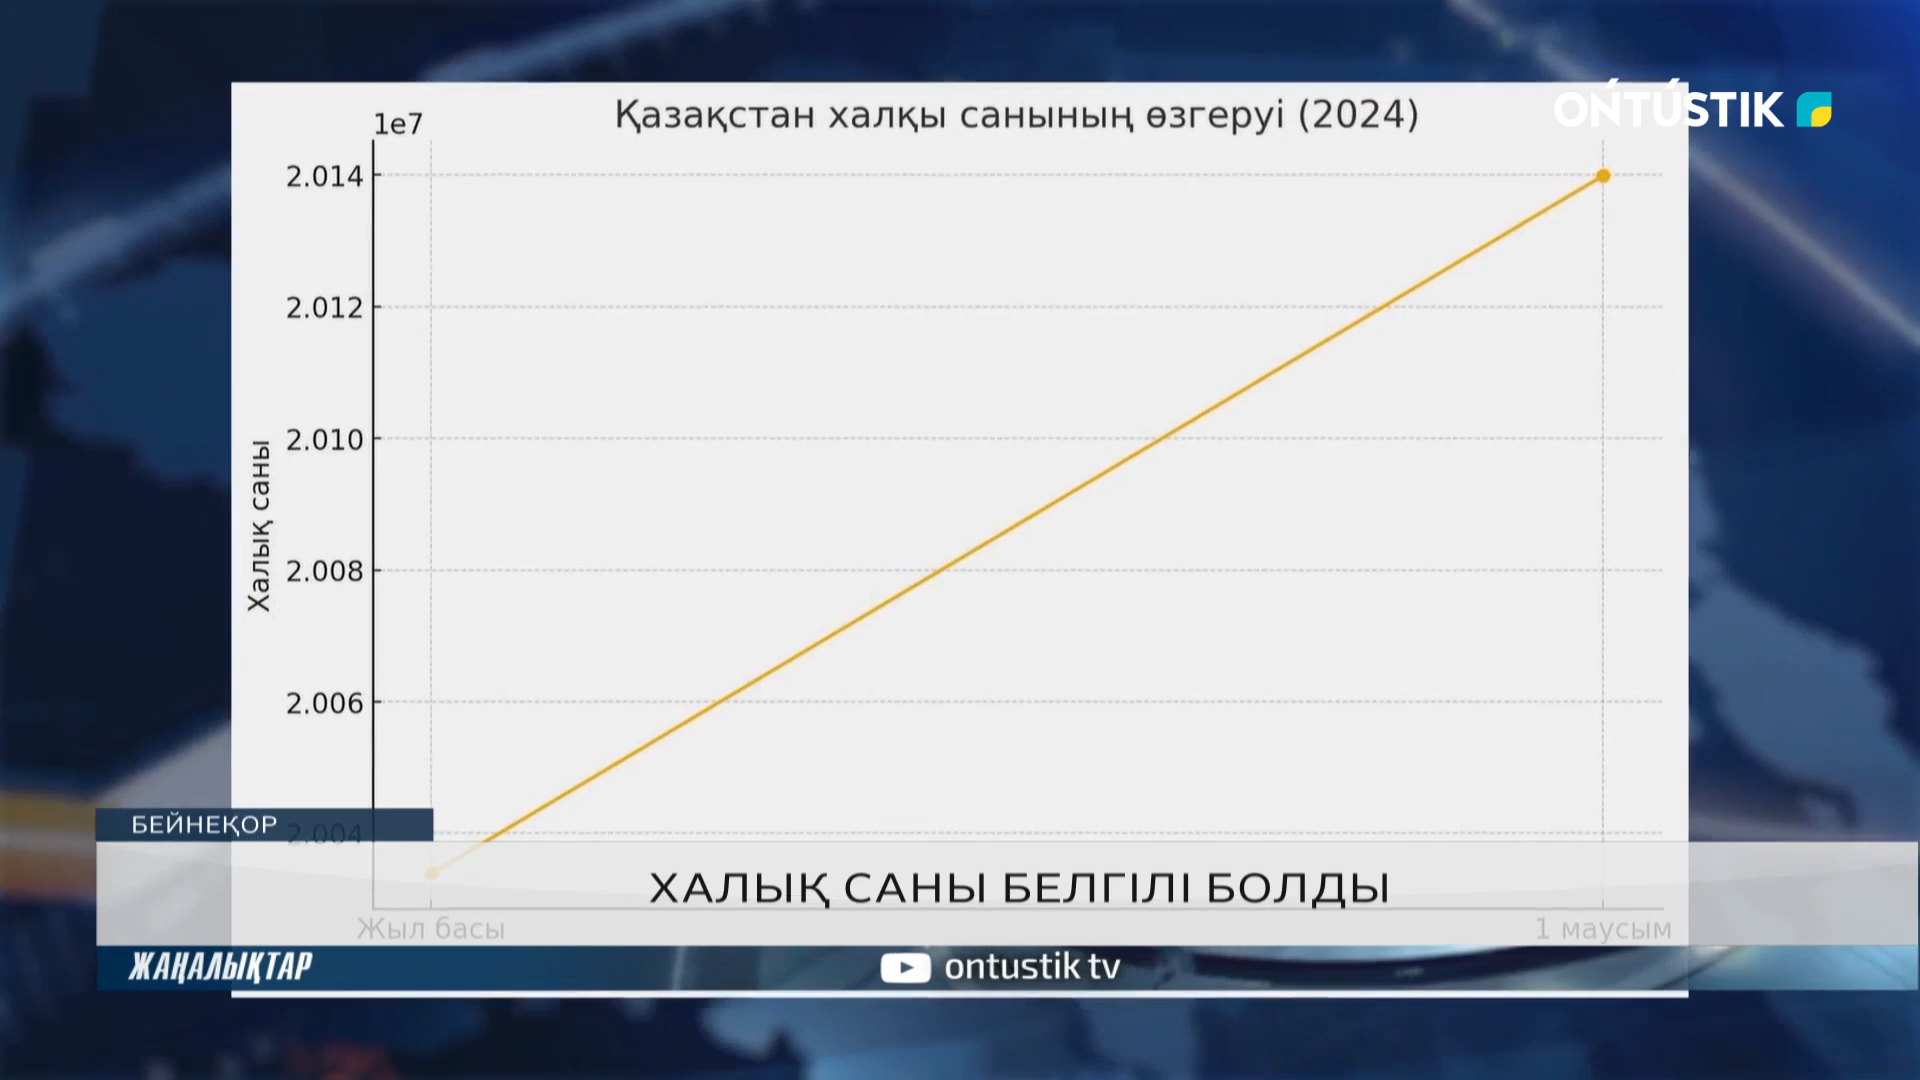 OŃTÚSTIK
Қазақстан халқы санының өзгеруі (2024)
1e7
2.014
2.012
2.010
2.008
2.006
2.004
Халық саны
БЕЙНЕҚОР
ХАЛЫҚ САНЫ БЕЛГІЛІ БОЛДЫ
Жыл басы
1 маусым
ЖАҢАЛЫҚТАР
ontustik tv